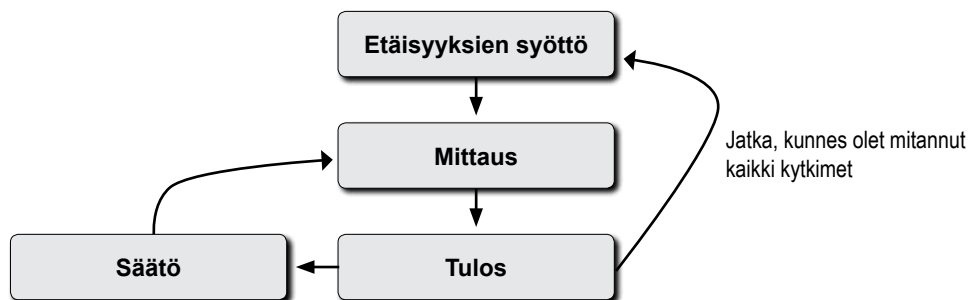 Etäisyyksien syöttö
Mittaus
Jatka, kunnes olet mitannut
kaikki kytkimet
Säätö
Tulos